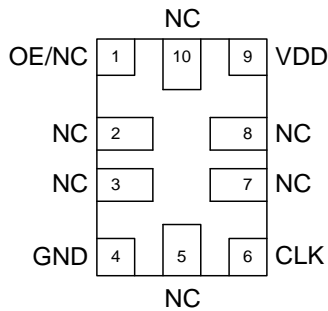 NC
OE/NC 1 10 9 VDD
NC 2 8 NC
NC 3 7 NC
GND 4 5 6 CLK
NC